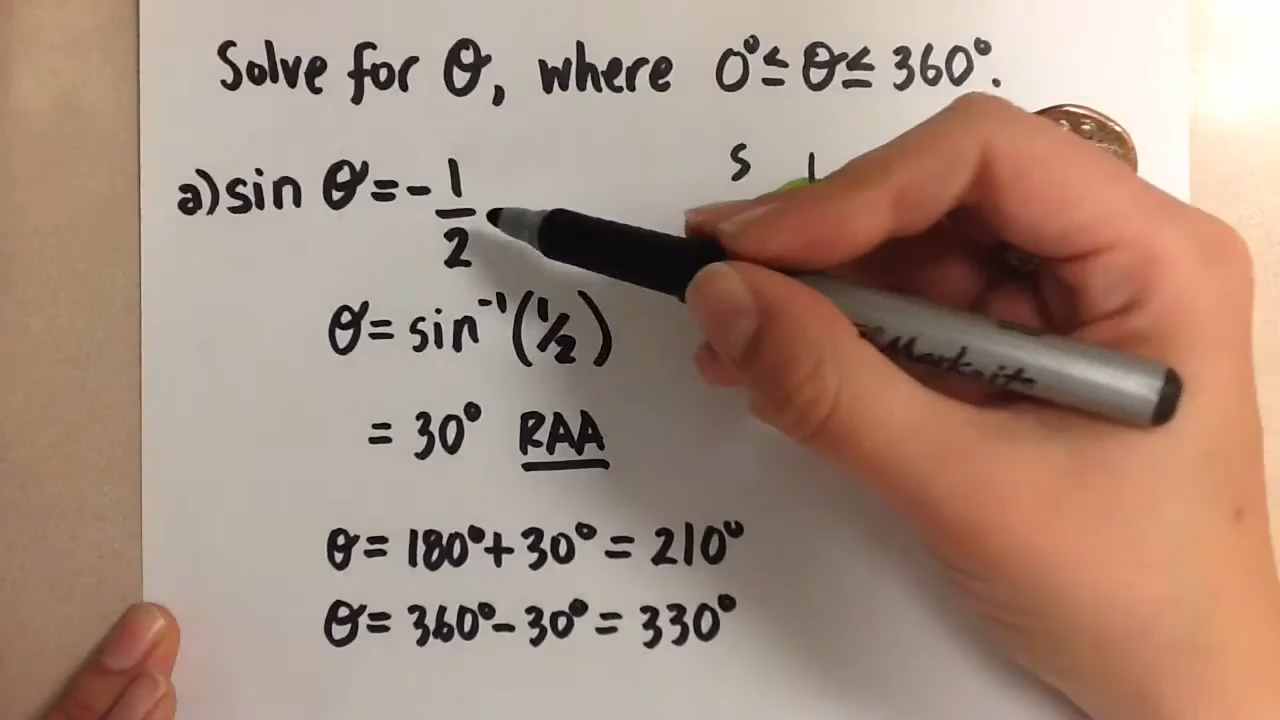 Solve for θ, where 0° ≤ θ ≤ 360°.
a) sin θ = - 1/2
S
θ = sin⁻¹(1/2)
= 30° RAA
θ = 180° + 30° = 210°
θ = 360° - 30° = 330°